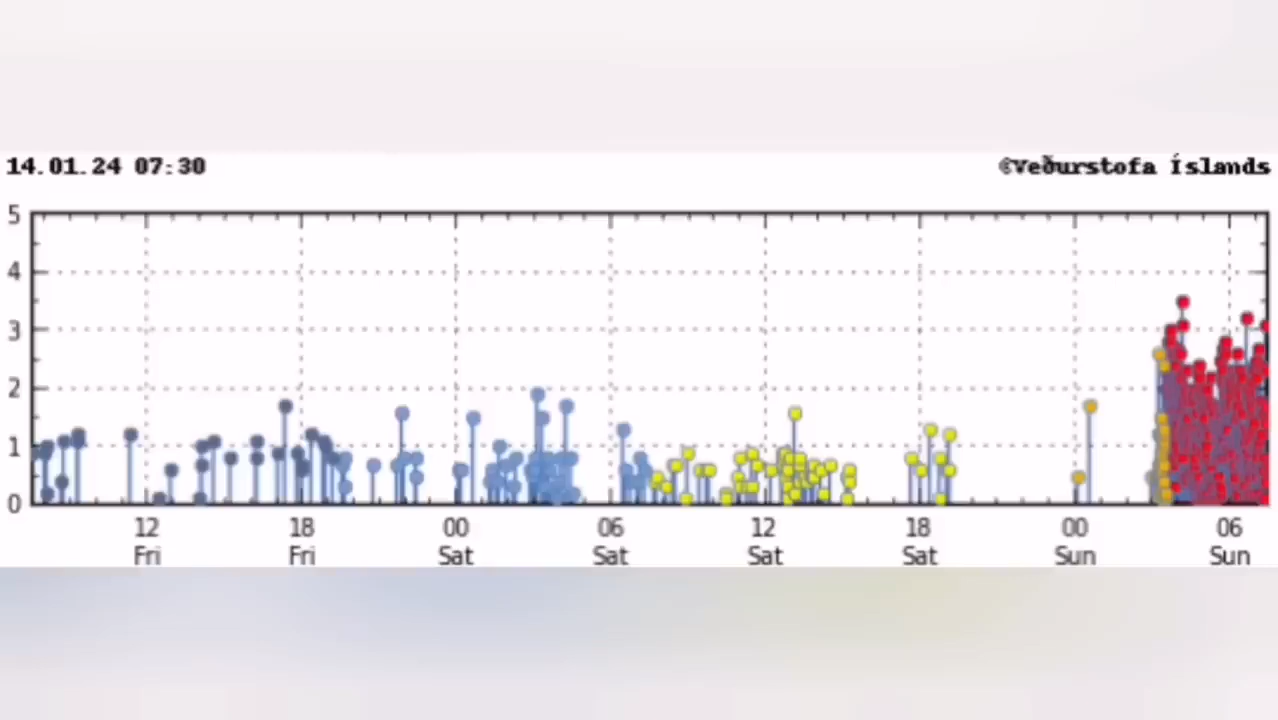 14.01.24 07:30
©Veðurstofa Íslands
5
4
3
2
1
0
12 18 00 06 12 18 00 06
Fri Fri Sat Sat Sat Sat Sun Sun